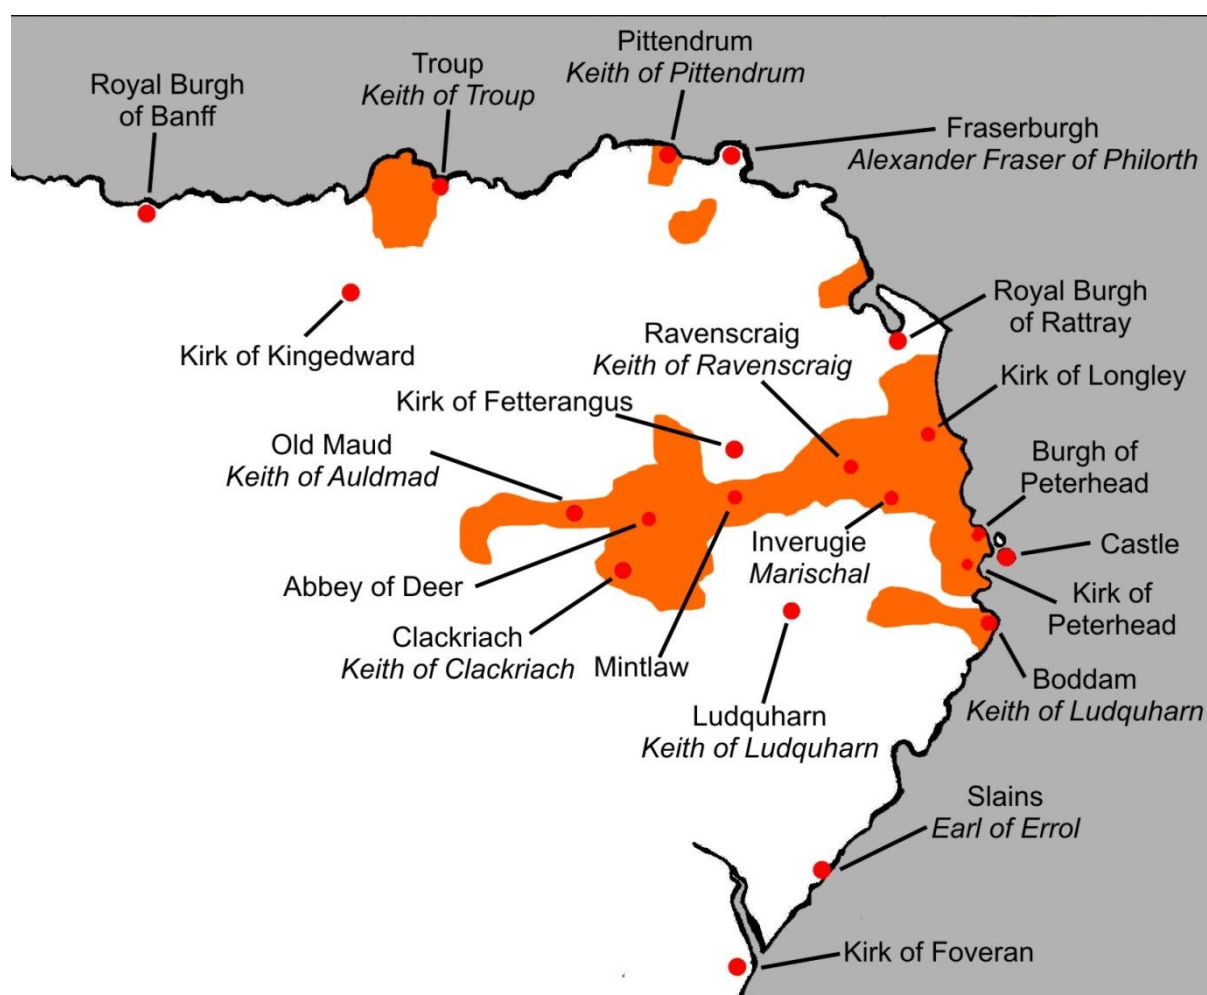 Pittendrum
Keith of Pittendrum
Troup
Keith of Troup
Royal Burgh
of Banff
Fraserburgh
Alexander Fraser of Philorth
Royal Burgh
of Rattray
Ravenscraig
Keith of Ravenscraig
Kirk of Kingedward
Kirk of Longley
Kirk of Fetterangus
Old Maud
Keith of Auldmad
Burgh of
Peterhead
Inverugie
Marischal
Castle
Abbey of Deer
Kirk of
Peterhead
Clackriach
Keith of Clackriach
Mintlaw
Boddam
Keith of Ludquharn
Ludquharn
Keith of Ludquharn
Slains
Earl of Errol
Kirk of Foveran